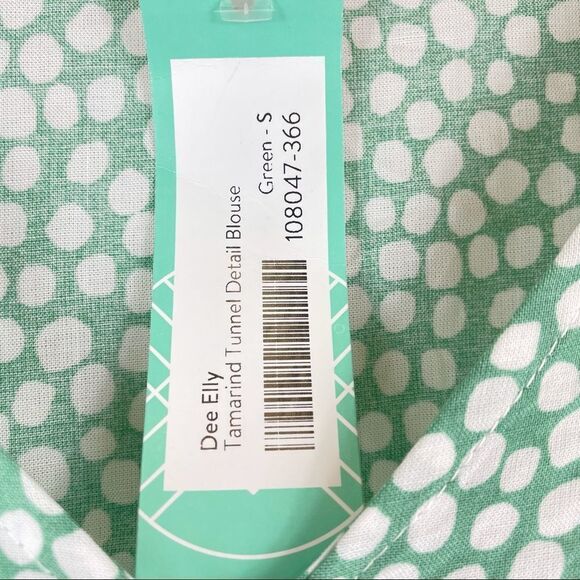 Dee Elly
Tamarind Tunnel Detail Blouse
Green - S
108047-366